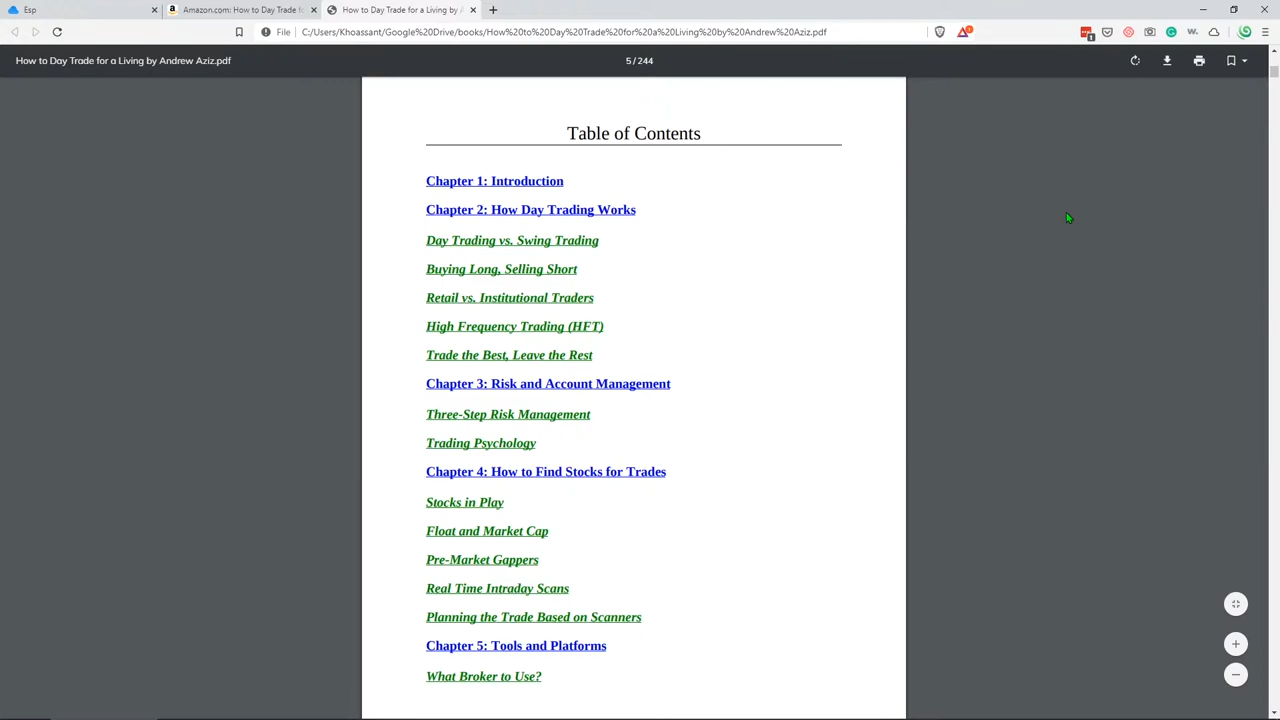 Esp
Amazon.com: How to Day Trade fo
How to Day Trade for a Living by A
File
C:/Users/Khoassant/Google%20Drive/books/How%20to%20Day%20Trade%20for%20a%20Living%20by%20Andrew%20Aziz.pdf
1
1
How to Day Trade for a Living by Andrew Aziz.pdf
5 / 244
Table of Contents
Chapter 1: Introduction
Chapter 2: How Day Trading Works
Day Trading vs. Swing Trading
Buying Long, Selling Short
Retail vs. Institutional Traders
High Frequency Trading (HFT)
Trade the Best, Leave the Rest
Chapter 3: Risk and Account Management
Three-Step Risk Management
Trading Psychology
Chapter 4: How to Find Stocks for Trades
Stocks in Play
Float and Market Cap
Pre-Market Gappers
Real Time Intraday Scans
Planning the Trade Based on Scanners
Chapter 5: Tools and Platforms
What Broker to Use?